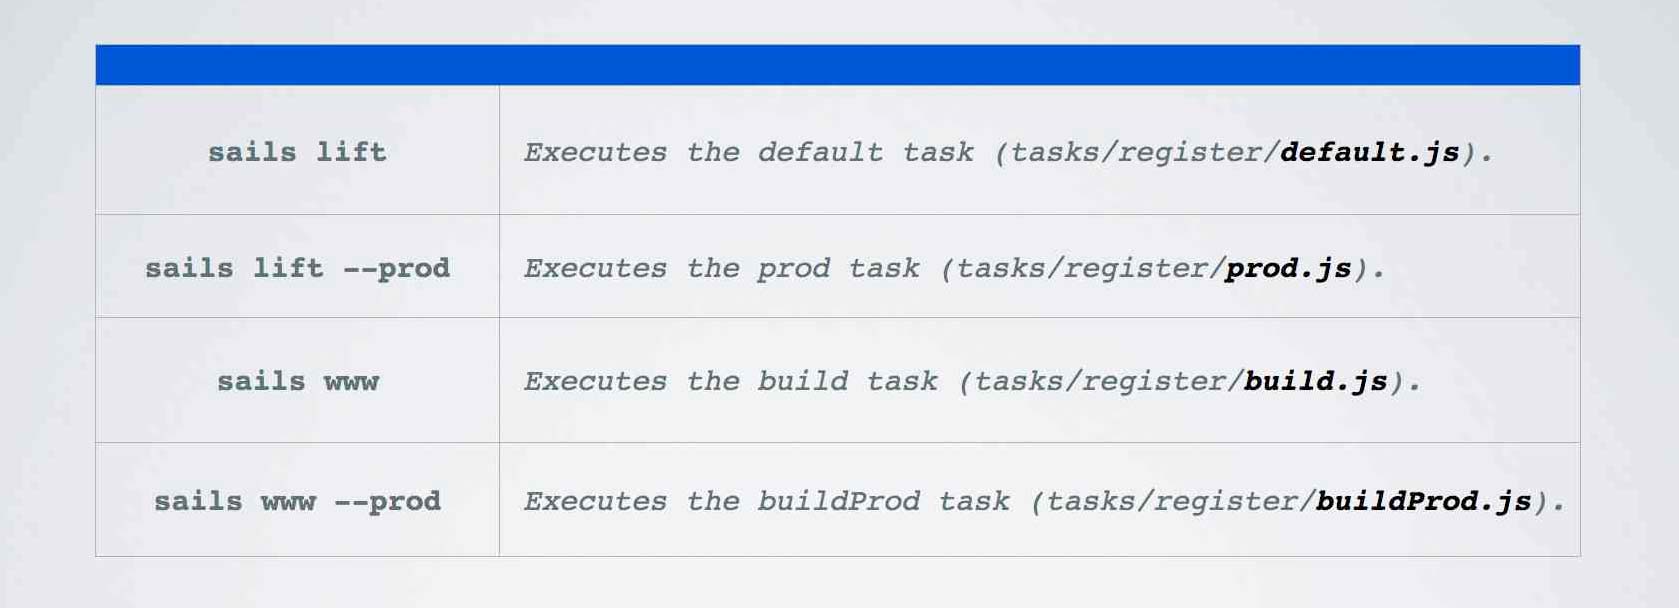 sails lift
Executes the default task (tasks/register/default.js).
sails lift --prod
Executes the prod task (tasks/register/prod.js).
sails www
Executes the build task (tasks/register/build.js).
sails www --prod
Executes the buildProd task (tasks/register/buildProd.js).